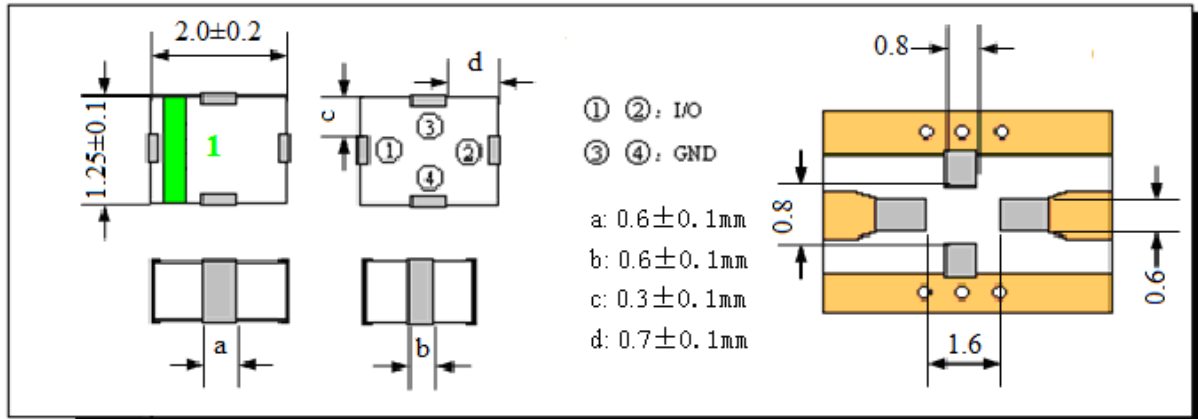 2.0±0.2
1.25±0.1
1
d
c
① ② ③ ④
a
b
① ②: I/O
③ ④: GND
a: 0.6±0.1mm
b: 0.6±0.1mm
c: 0.3±0.1mm
d: 0.7±0.1mm
0.8
0.8
0.6
1.6